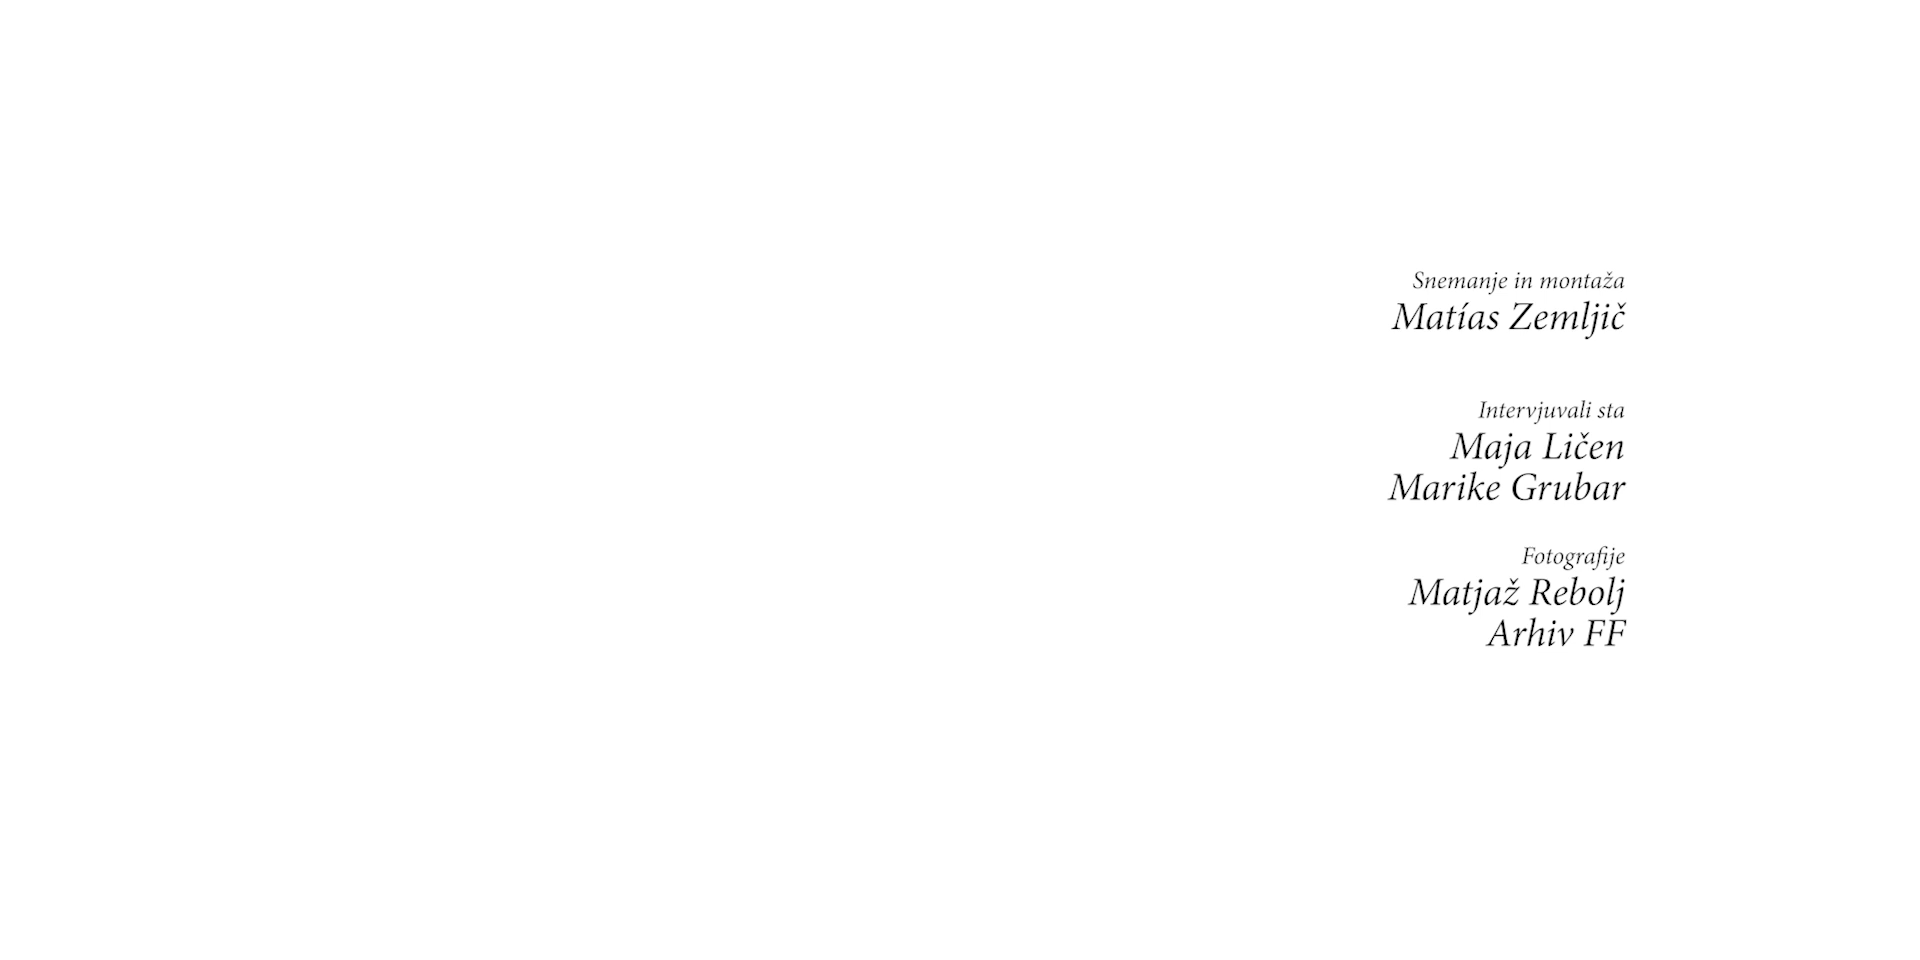 Snemanje in montaža
Matías Zemljič
Intervjuvali sta
Maja Ličen
Marike Grubar
Fotografije
Matjaž Rebolj
Arhiv FF